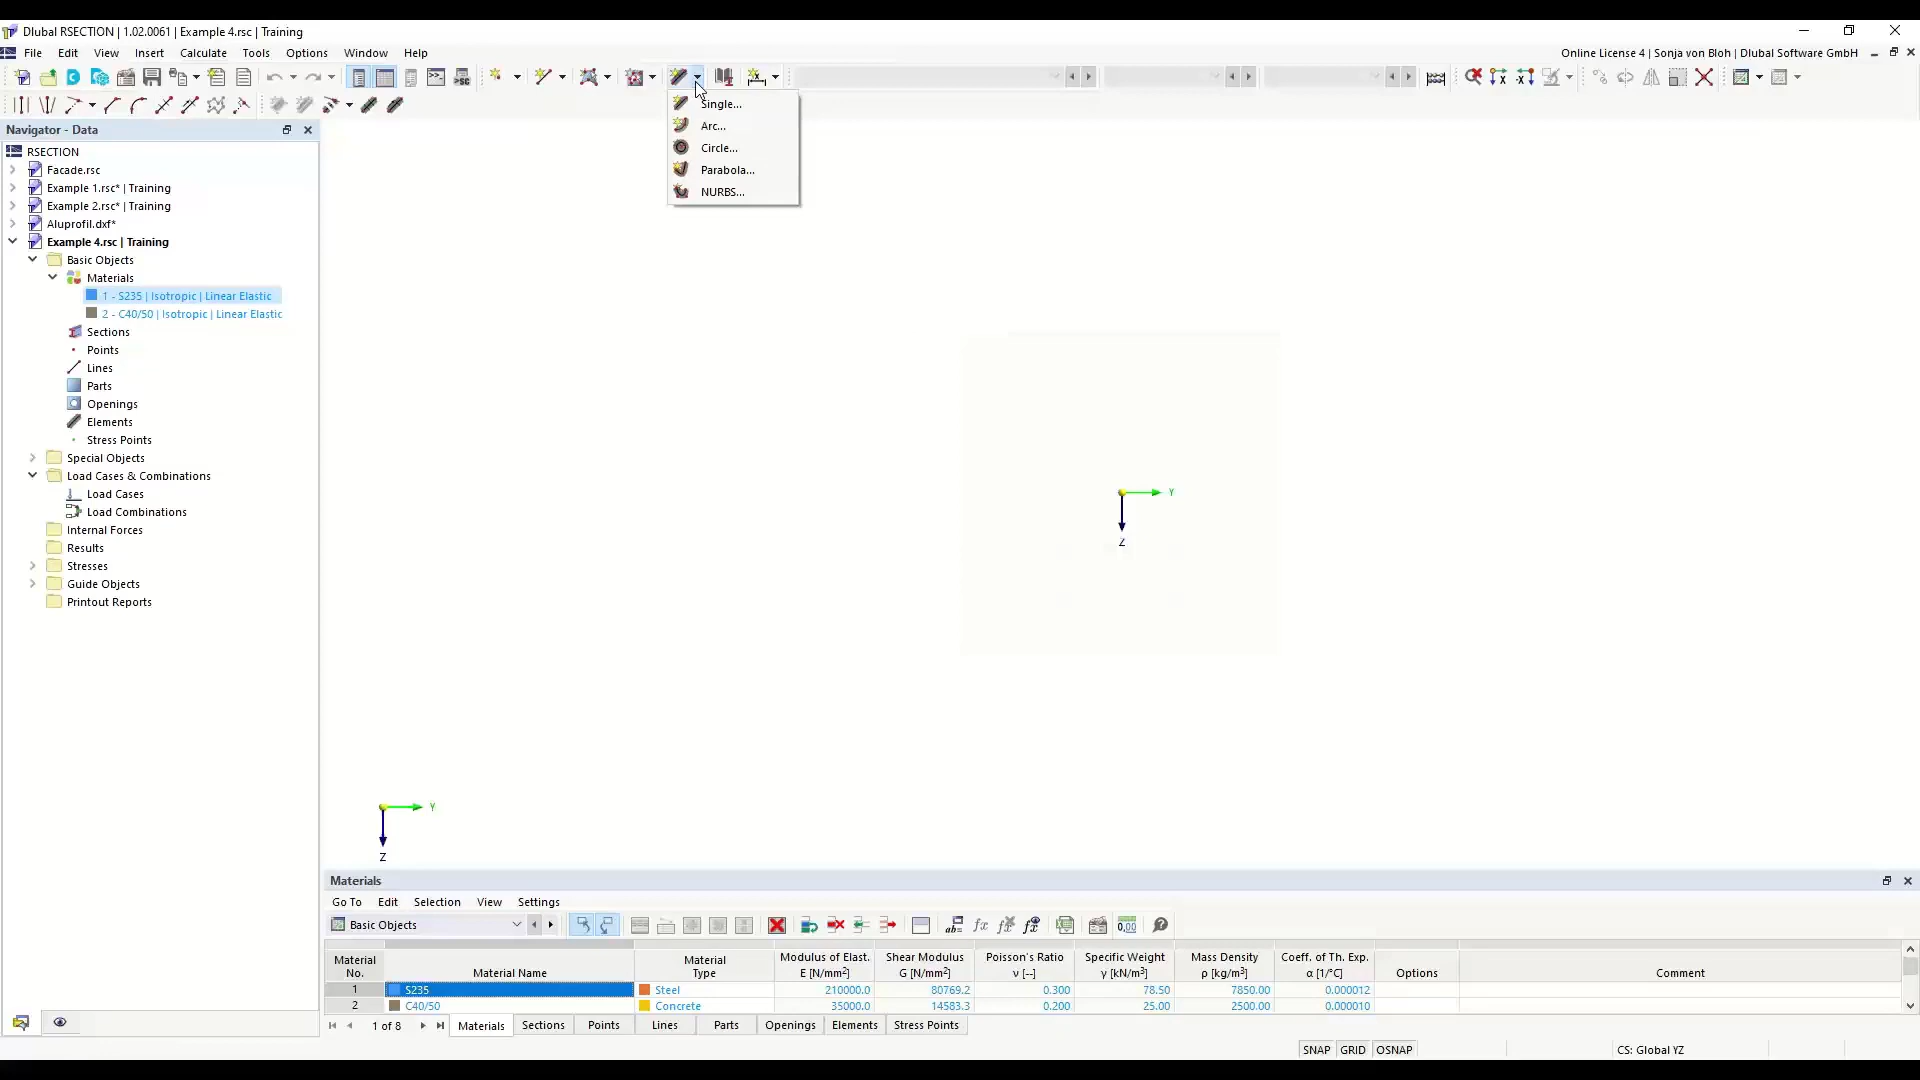 Dlubal RSECTION | 1.02.0061 | Example 4.rsc | Training
File Edit View Insert Calculate Tools Options Window Help
Online License 4 | Sonja von Bloh | Dlubal Software GmbH
Single...
Arc...
Circle...
Parabola...
NURBS...
Navigator - Data
RSECTION
Facade.rsc
Example 1.rsc* | Training
Example 2.rsc* | Training
Aluprofil.dxf*
Example 4.rsc | Training
Basic Objects
Materials
1 - S235 | Isotropic | Linear Elastic
2 - C40/50 | Isotropic | Linear Elastic
Sections
Points
Lines
Parts
Openings
Elements
Stress Points
Special Objects
Load Cases & Combinations
Load Cases
Load Combinations
Internal Forces
Results
Stresses
Guide Objects
Printout Reports
Y
Z
Y
Z
Materials
Go To Edit Selection View Settings
Basic Objects
Material No. Material Name Material Type Modulus of Elast. E [N/mm²] Shear Modulus G [N/mm²] Poisson's Ratio ν [--] Specific Weight γ [kN/m³] Mass Density ρ [kg/m³] Coeff. of Th. Exp. α [1/°C] Options Comment
1 S235 Steel 210000.0 80769.2 0.300 78.50 7850.00 0.000012
2 C40/50 Concrete 35000.0 14583.3 0.200 25.00 2500.00 0.000010
1 of 8 Materials Sections Points Lines Parts Openings Elements Stress Points
SNAP GRID OSNAP CS: Global YZ